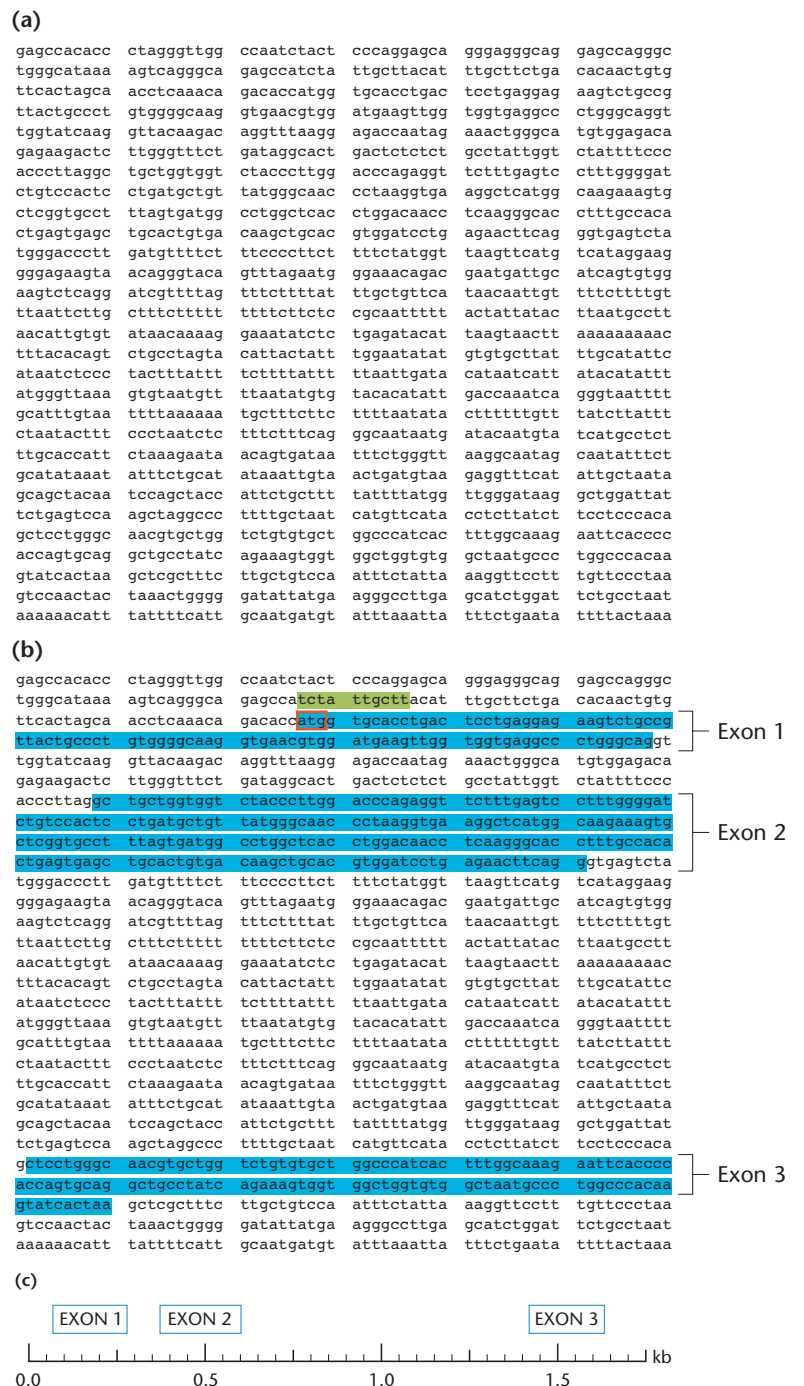 (a)
gagccacacc ctagggttgg ccaatctact cccaggagca gggagggcag gagccagggc
tgggcataaa agtcagggca gagccatcta ttgcttacat ttgcttctga cacaactgtg
ttcactagca acctcaaaca gacaccatgg tgcacctgac tcctgaggag aagtctgccg
ttactgccct gtggggcaag gtgaacgtgg atgaagttgg tggtgaggcc ctgggcaggt
tggtatcaag gttacaagac aggtttaagg agaccaatag aaactgggca tgtggagaca
gagaagactc ttgggtttct gataggcact gactctctct gcctattggt ctattttccc
acccttaggc tgctggtggt ctacccttgg acccagaggt tctttgagtc ctttggggat
ctgtccactc ctgatgctgt tatgggcaac cctaaggtga aggctcatgg caagaaagtg
ctcggtgcct ttagtgatgg cctggctcac ctggacaacc tcaagggcac ctttgccaca
ctgagtgagc tgcactgtga caagctgcac gtggatcctg agaacttcag ggtgagtcta
tgggaccctt gatgttttct ttccccttct tttctatggt taagttcatg tcataggaag
gggagaagta acagggtaca gtttagaatg ggaaacagac gaatgattgc atcagtgtgg
aagtctcagg atcgttttag tttcttttat ttgctgttca taacaattgt tttcttttgt
ttaattcttg ctttcttttt ttttcttctc cgcaattttt actattatac ttaatgcctt
aacattgtgt ataacaaaag gaaatatctc tgagatacat taagtaactt aaaaaaaaac
tttacacagt ctgcctagta cattactatt tggaatatat gtgtgcttat ttgcatattc
ataatctccc tactttattt tcttttattt ttaattgata cataatcatt atacatattt
atgggttaaa gtgtaatgtt ttaatatgtg tacacatatt gaccaaatca gggtaatttt
gcatttgtaa ttttaaaaaa tgctttcttc ttttaatata cttttttgtt tatcttattt
ctaatacttt ccctaatctc tttctttcag ggcaataatg atacaatgta tcatgcctct
ttgcaccatt ctaaagaata acagtgataa tttctgggtt aaggcaatag caatatttct
gcatataaat atttctgcat ataaattgta actgatgtaa gaggtttcat attgctaata
gcagctacaa tccagctacc attctgcttt tattttatgg ttgggataag gctggattat
tctgagtcca agctaggccc ttttgctaat catgttcata ccctcttatct tcctcccaca
gctcctgggc aacgtgctgg tctgtgtgct ggcccatcac tttggcaaag aattcacccc
accagtgcag gctgcctatc agaaagtggt ggctggtgtg gctaatgccc tggcccacaa
gtatcactaa gctcgctttc ttgctgtcca atttctatta aaggttcctt tgttccctaa
gtccaactac taaactgggg gatattatga agggccttga gcatctggat tctgcctaat
aaaaaacatt tattttcatt gcaatgatgt atttaaatta tttctgaata ttttactaaa
(b)
gagccacacc ctagggttgg ccaatctact cccaggagca gggagggcag gagccagggc
tgggcataaa agtcagggca gagccatcta ttgcttacat ttgcttctga cacaactgtg
ttcactagca acctcaaaca gacaccatgg tgcacctgac tcctgaggag aagtctgccg
Exon 1
ttactgccct gtggggcaag gtgaacgtgg atgaagttgg tggtgaggcc ctgggcaggt
tggtatcaag gttacaagac aggtttaagg agaccaatag aaactgggca tgtggagaca
gagaagactc ttgggtttct gataggcact gactctctct gcctattggt ctattttccc
acccttaggc tgctggtggt ctacccttgg acccagaggt tctttgagtc ctttggggat
ctgtccactc ctgatgctgt tatgggcaac cctaaggtga aggctcatgg caagaaagtg
Exon 2
ctcggtgcct ttagtgatgg cctggctcac ctggacaacc tcaagggcac ctttgccaca
ctgagtgagc tgcactgtga caagctgcac gtggatcctg agaacttcag ggtgagtcta
tgggaccctt gatgttttct ttccccttct tttctatggt taagttcatg tcataggaag
gggagaagta acagggtaca gtttagaatg ggaaacagac gaatgattgc atcagtgtgg
aagtctcagg atcgttttag tttcttttat ttgctgttca taacaattgt tttcttttgt
ttaattcttg ctttcttttt ttttcttctc cgcaattttt actattatac ttaatgcctt
aacattgtgt ataacaaaag gaaatatctc tgagatacat taagtaactt aaaaaaaaac
tttacacagt ctgcctagta cattactatt tggaatatat gtgtgcttat ttgcatattc
ataatctccc tactttattt tcttttattt ttaattgata cataatcatt atacatattt
atgggttaaa gtgtaatgtt ttaatatgtg tacacatatt gaccaaatca gggtaatttt
gcatttgtaa ttttaaaaaa tgctttcttc ttttaatata cttttttgtt tatcttattt
ctaatacttt ccctaatctc tttctttcag ggcaataatg atacaatgta tcatgcctct
ttgcaccatt ctaaagaata acagtgataa tttctgggtt aaggcaatag caatatttct
gcatataaat atttctgcat ataaattgta actgatgtaa gaggtttcat attgctaata
gcagctacaa tccagctacc attctgcttt tattttatgg ttgggataag gctggattat
tctgagtcca agctaggccc ttttgctaat catgttcata cctcttatct tcctcccaca
gctcctgggc aacgtgctgg tctgtgtgct ggcccatcac tttggcaaag aattcacccc
Exon 3
accagtgcag gctgcctatc agaaagtggt ggctggtgtg gctaatgccc tggcccacaa
gtatcactaa gctcgctttc ttgctgtcca atttctatta aaggttcctt tgttccctaa
gtccaactac taaactgggg gatattatga agggccttga gcatctggat tctgcctaat
aaaaaacatt tattttcatt gcaatgatgt atttaaatta tttctgaata ttttactaaa
(c)
EXON 1 EXON 2 EXON 3
kb
0.0 0.5 1.0 1.5